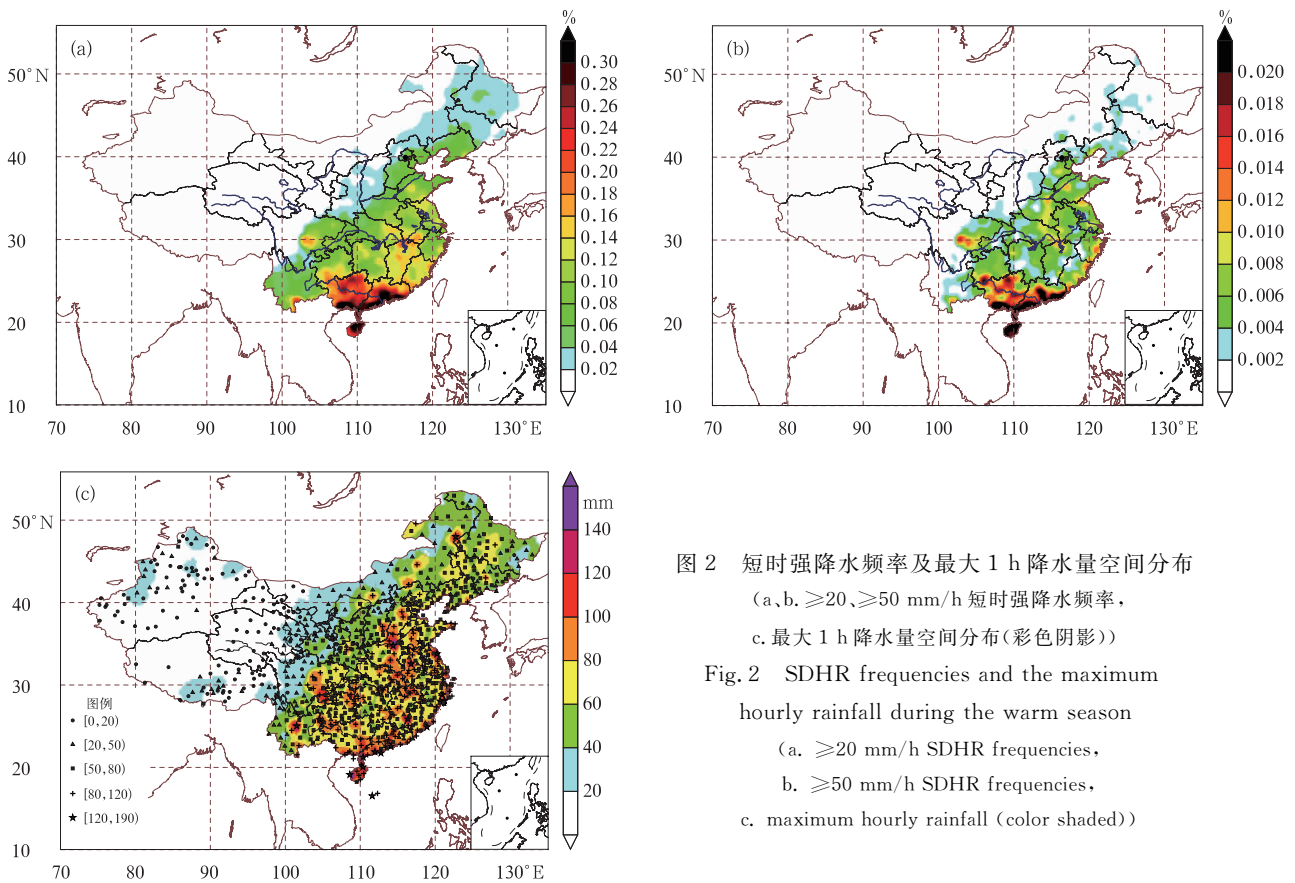 %
(a)
50°N
40
30
20
10
70 80 90 100 110 120 130°E
0.30
0.28
0.26
0.24
0.22
0.20
0.18
0.16
0.14
0.12
0.10
0.08
0.06
0.04
0.02
%
(b)
50°N
40
30
20
10
70 80 90 100 110 120 130°E
0.020
0.018
0.016
0.014
0.012
0.010
0.008
0.006
0.004
0.002
(c)
50°N
40
30
20
10
70 80 90 100 110 120 130°E
图例
[0,20)
[20,50)
[50,80)
[80,120)
[120,190)
mm
140
120
100
80
60
40
20
图 2 短时强降水频率及最大 1 h 降水量空间分布
(a、b. ≥20、≥50 mm/h 短时强降水频率,
c. 最大 1 h 降水量空间分布(彩色阴影))
Fig. 2 SDHR frequencies and the maximum
hourly rainfall during the warm season
(a. ≥20 mm/h SDHR frequencies,
b. ≥50 mm/h SDHR frequencies,
c. maximum hourly rainfall (color shaded))